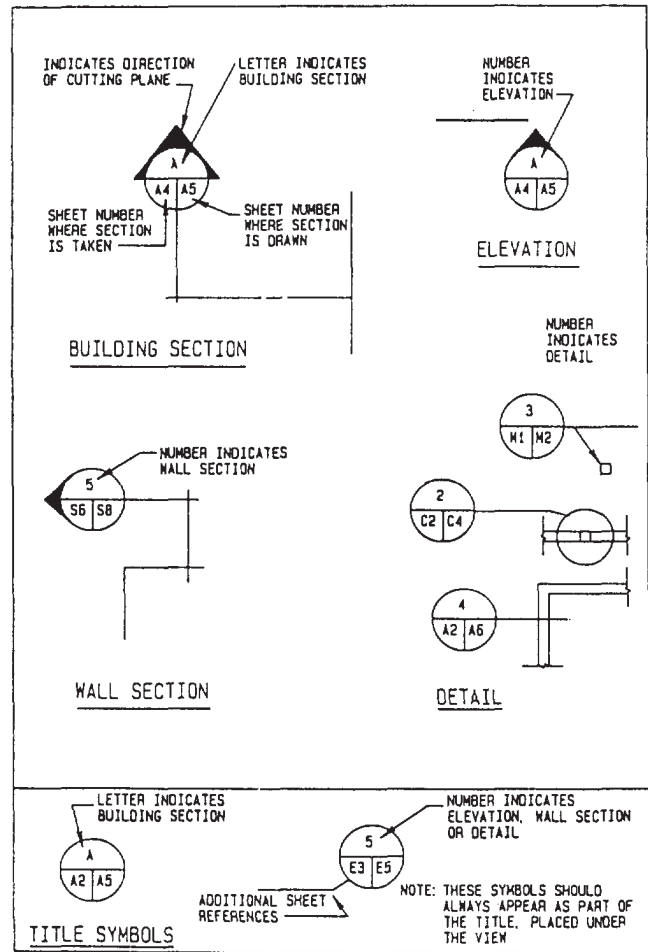 INDICATES DIRECTION
OF CUTTING PLANE
LETTER INDICATES
BUILDING SECTION
A
A4 A5
SHEET NUMBER
WHERE SECTION
IS TAKEN
SHEET NUMBER
WHERE SECTION
IS DRAWN
BUILDING SECTION
NUMBER
INDICATES
ELEVATION
A
A4 A5
ELEVATION
NUMBER
INDICATES
DETAIL
3
M1 M2
2
C2 C4
4
A2 A6
DETAIL
NUMBER INDICATES
WALL SECTION
5
S6 S8
WALL SECTION
LETTER INDICATES
BUILDING SECTION
A
A2 A5
NUMBER INDICATES
ELEVATION, WALL SECTION
OR DETAIL
5
E3 E5
ADDITIONAL SHEET
REFERENCES
NOTE: THESE SYMBOLS SHOULD
ALWAYS APPEAR AS PART OF
THE TITLE, PLACED UNDER
THE VIEW
TITLE SYMBOLS